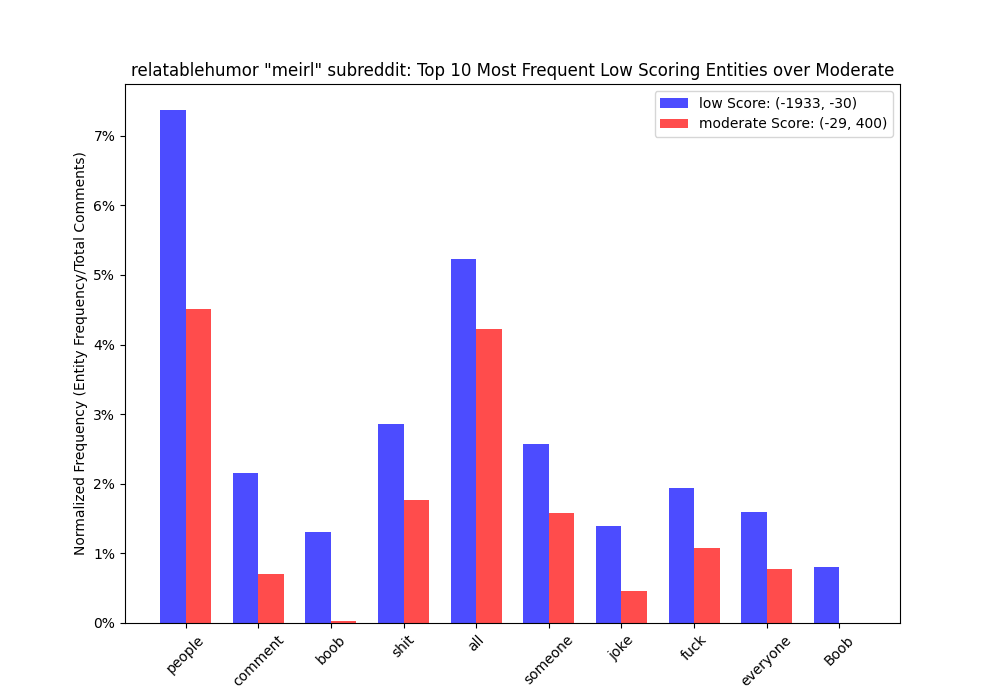 relatablehumor "meirl" subreddit: Top 10 Most Frequent Low Scoring Entities over Moderate
low Score: (-1933, -30)
moderate Score: (-29, 400)
Normalized Frequency (Entity Frequency/Total Comments)
7%
6%
5%
4%
3%
2%
1%
0%
people
comment
boob
shit
all
someone
joke
fuck
everyone
Boob